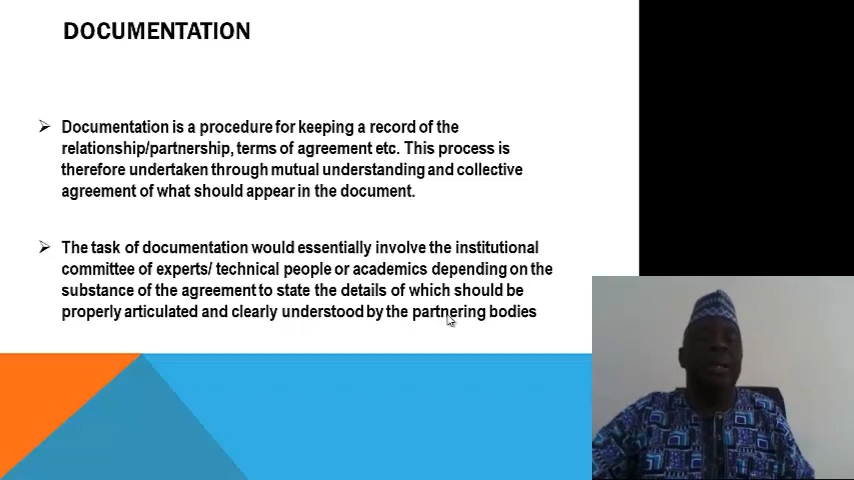 DOCUMENTATION
Documentation is a procedure for keeping a record of the
relationship/partnership, terms of agreement etc. This process is
therefore undertaken through mutual understanding and collective
agreement of what should appear in the document.
The task of documentation would essentially involve the institutional
committee of experts/ technical people or academics depending on the
substance of the agreement to state the details of which should be
properly articulated and clearly understood by the partnering bodies